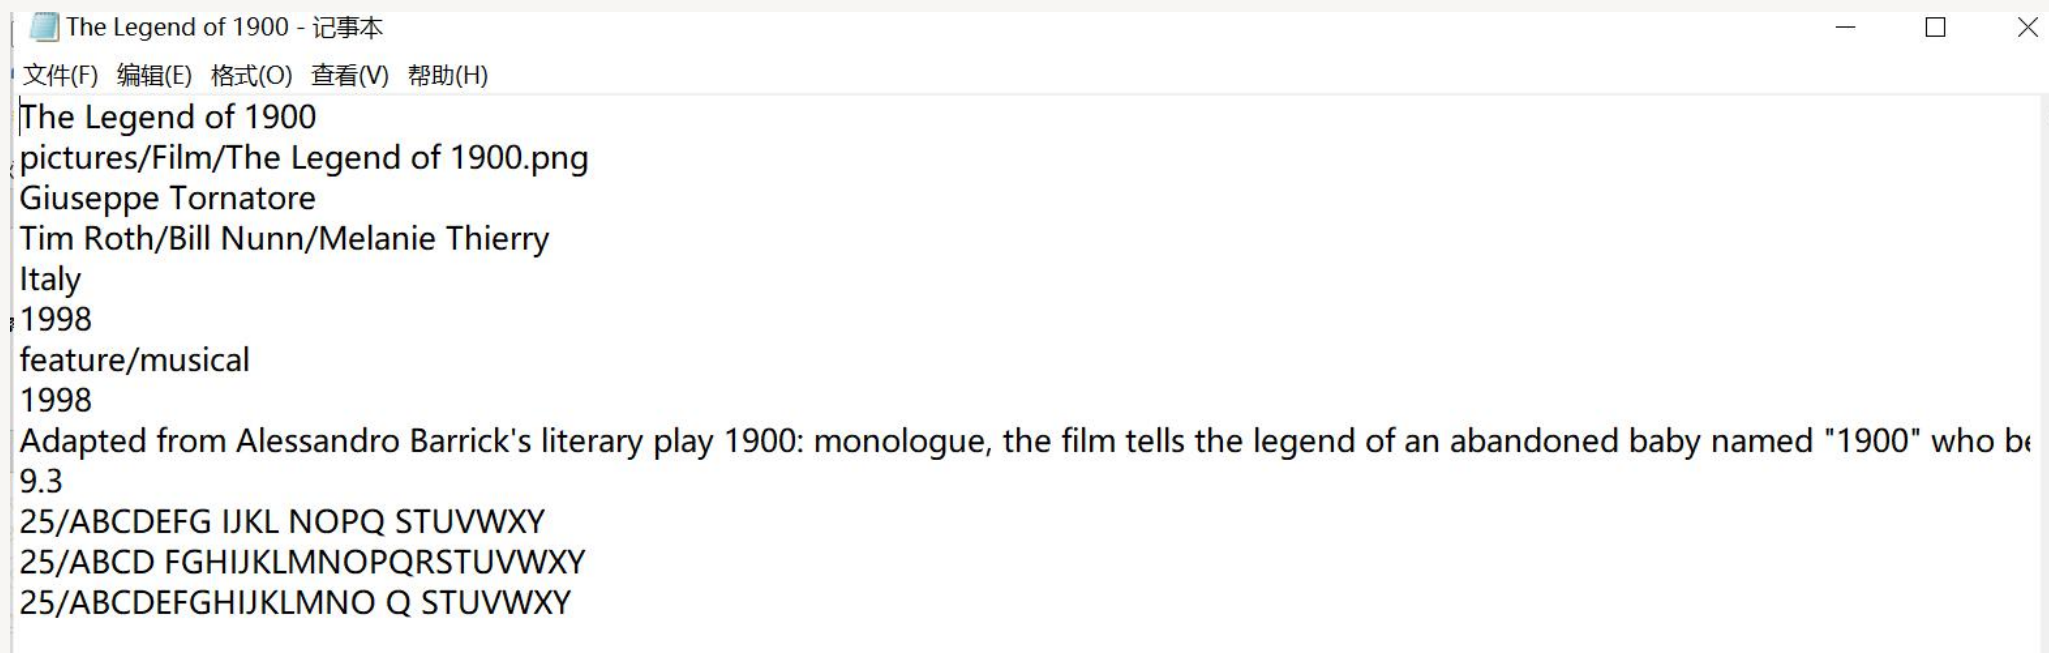 The Legend of 1900 - 记事本
文件(F) 编辑(E) 格式(O) 查看(V) 帮助(H)
The Legend of 1900
pictures/Film/The Legend of 1900.png
Giuseppe Tornatore
Tim Roth/Bill Nunn/Melanie Thierry
Italy
1998
feature/musical
1998
Adapted from Alessandro Barrick's literary play 1900: monologue, the film tells the legend of an abandoned baby named "1900" who
9.3
25/ABCDEFG IJKL NOPQ STUVWXY
25/ABCD FGHIJKLMNOPQRSTUVWXY
25/ABCDEFGHIJKLMNO Q STUVWXY